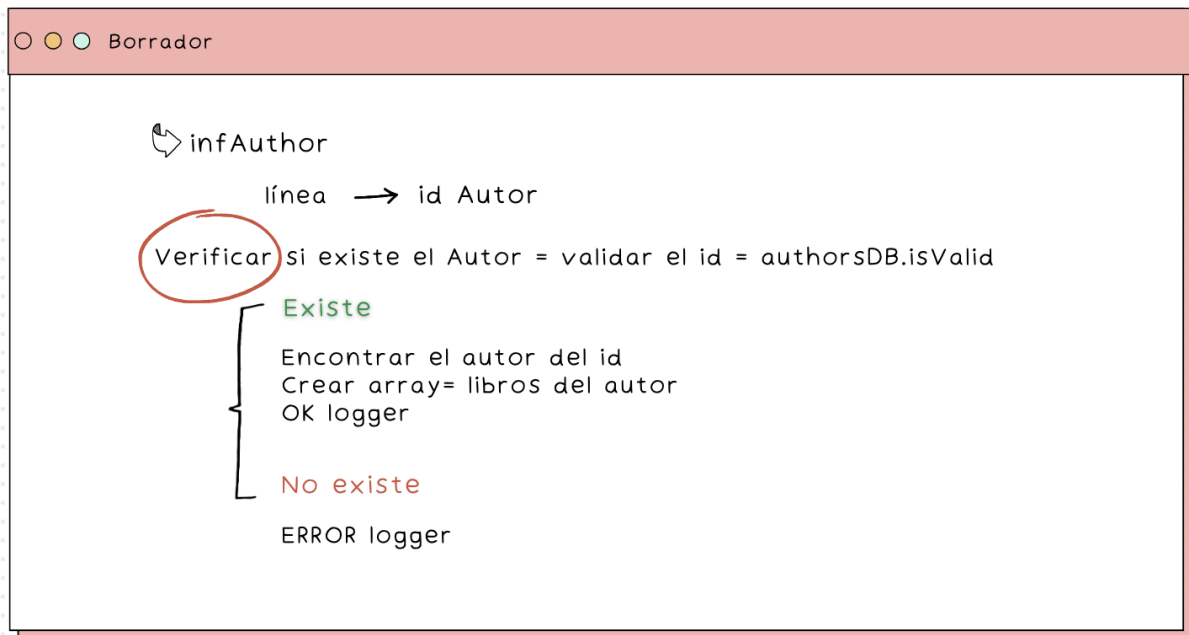 Borrador
infAuthor
línea → id Autor
Verificar si existe el Autor = validar el id = authorsDB.isValid
Existe
Encontrar el autor del id
Crear array= libros del autor
OK logger
No existe
ERROR logger